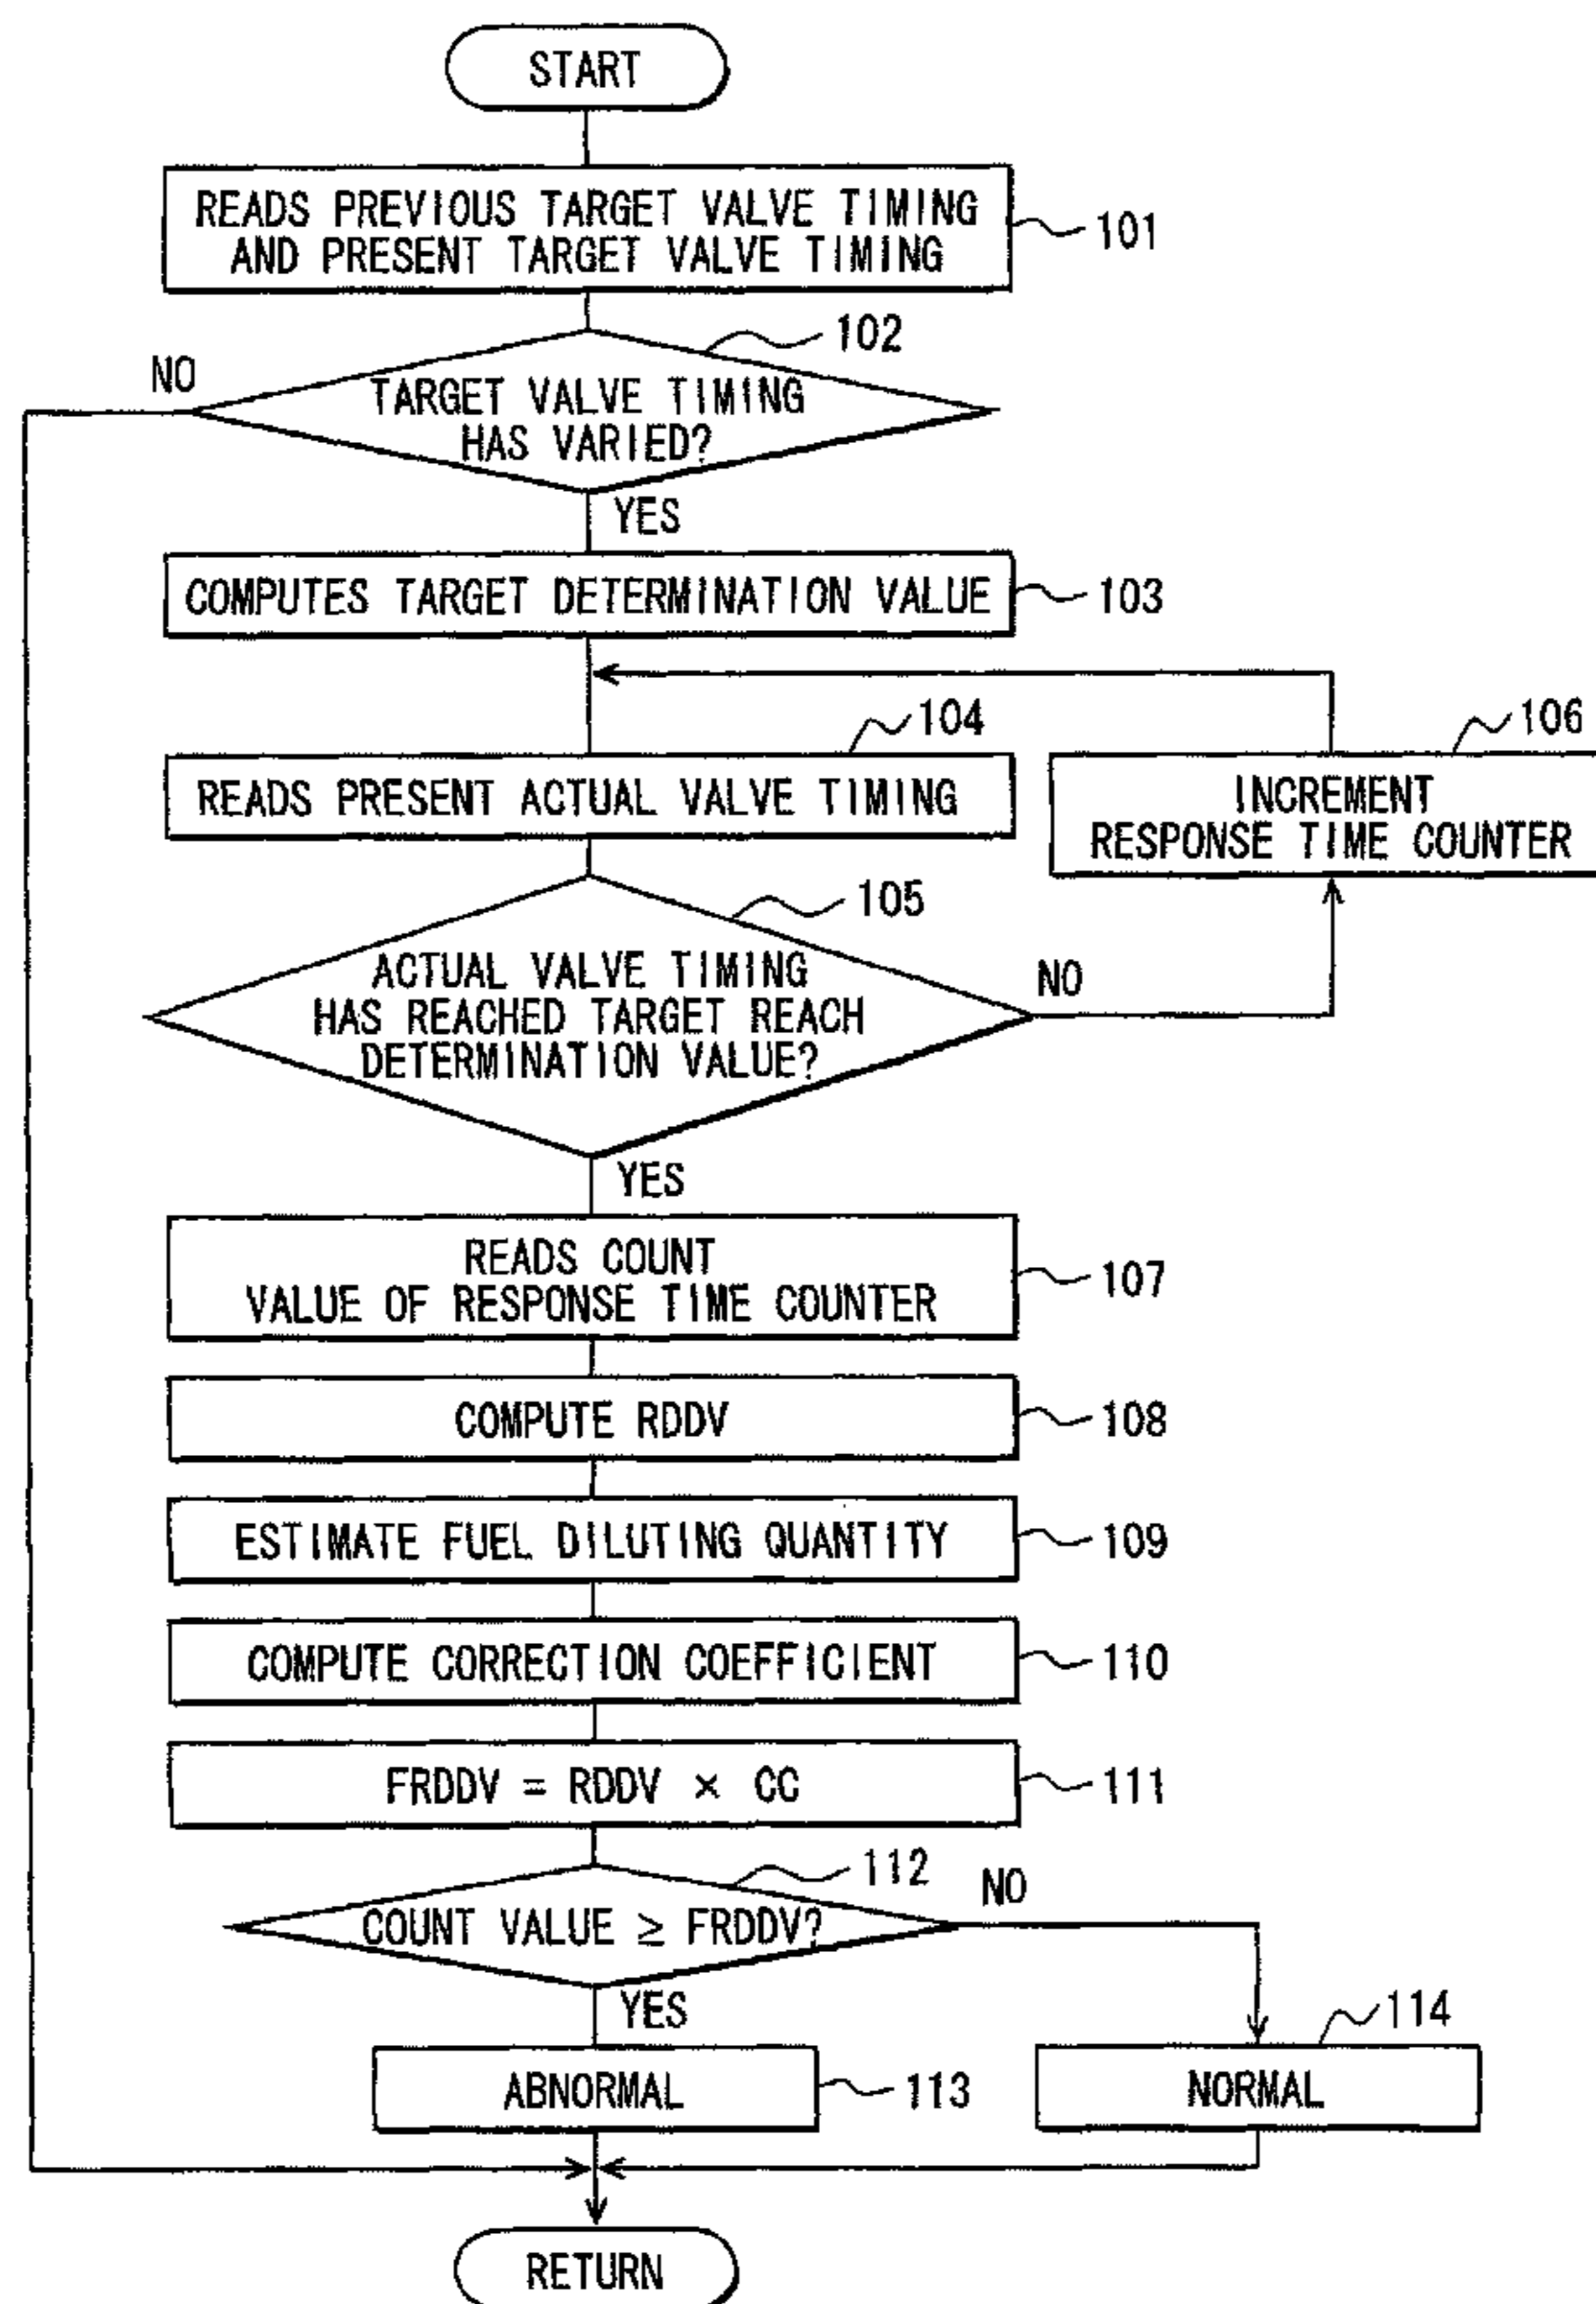 START
READS PREVIOUS TARGET VALVE TIMING
AND PRESENT TARGET VALVE TIMING
101
102
NO
TARGET VALVE TIMING
HAS VARIED?
YES
COMPUTES TARGET DETERMINATION VALUE
103
104
106
READS PRESENT ACTUAL VALVE TIMING
INCREMENT
RESPONSE TIME COUNTER
105
ACTUAL VALVE TIMING
HAS REACHED TARGET REACH
DETERMINATION VALUE?
NO
YES
READS COUNT
VALUE OF RESPONSE TIME COUNTER
107
COMPUTE RDDV
108
ESTIMATE FUEL DILUTING QUANTITY
109
COMPUTE CORRECTION COEFFICIENT
110
FRDDV = RDDV × CC
111
112
NO
COUNT VALUE ≥ FRDDV?
YES
114
ABNORMAL
113
NORMAL
RETURN